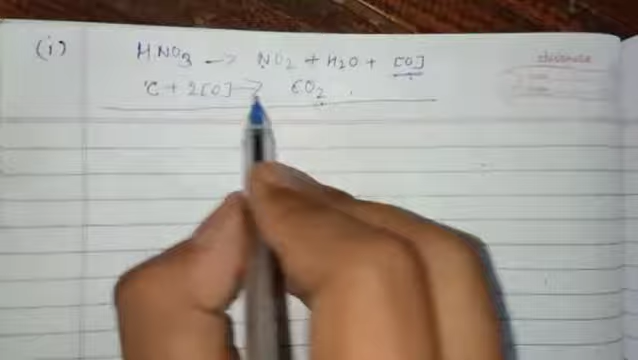 (i) HNO3 -> NO2 + H2O + [O]
C + 2[O] -> CO2